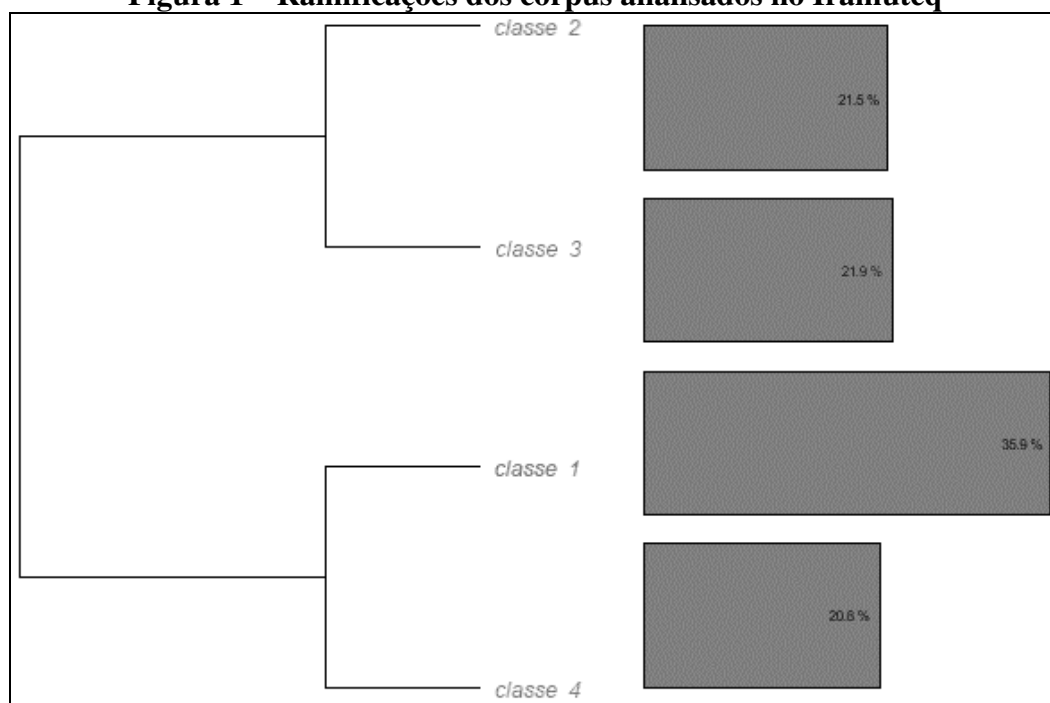 Figura 1 – Ramificações dos corpus analisados no Iramuteq
classe 2
21.5 %
classe 3
21.9 %
classe 1
35.9 %
classe 4
20.8 %